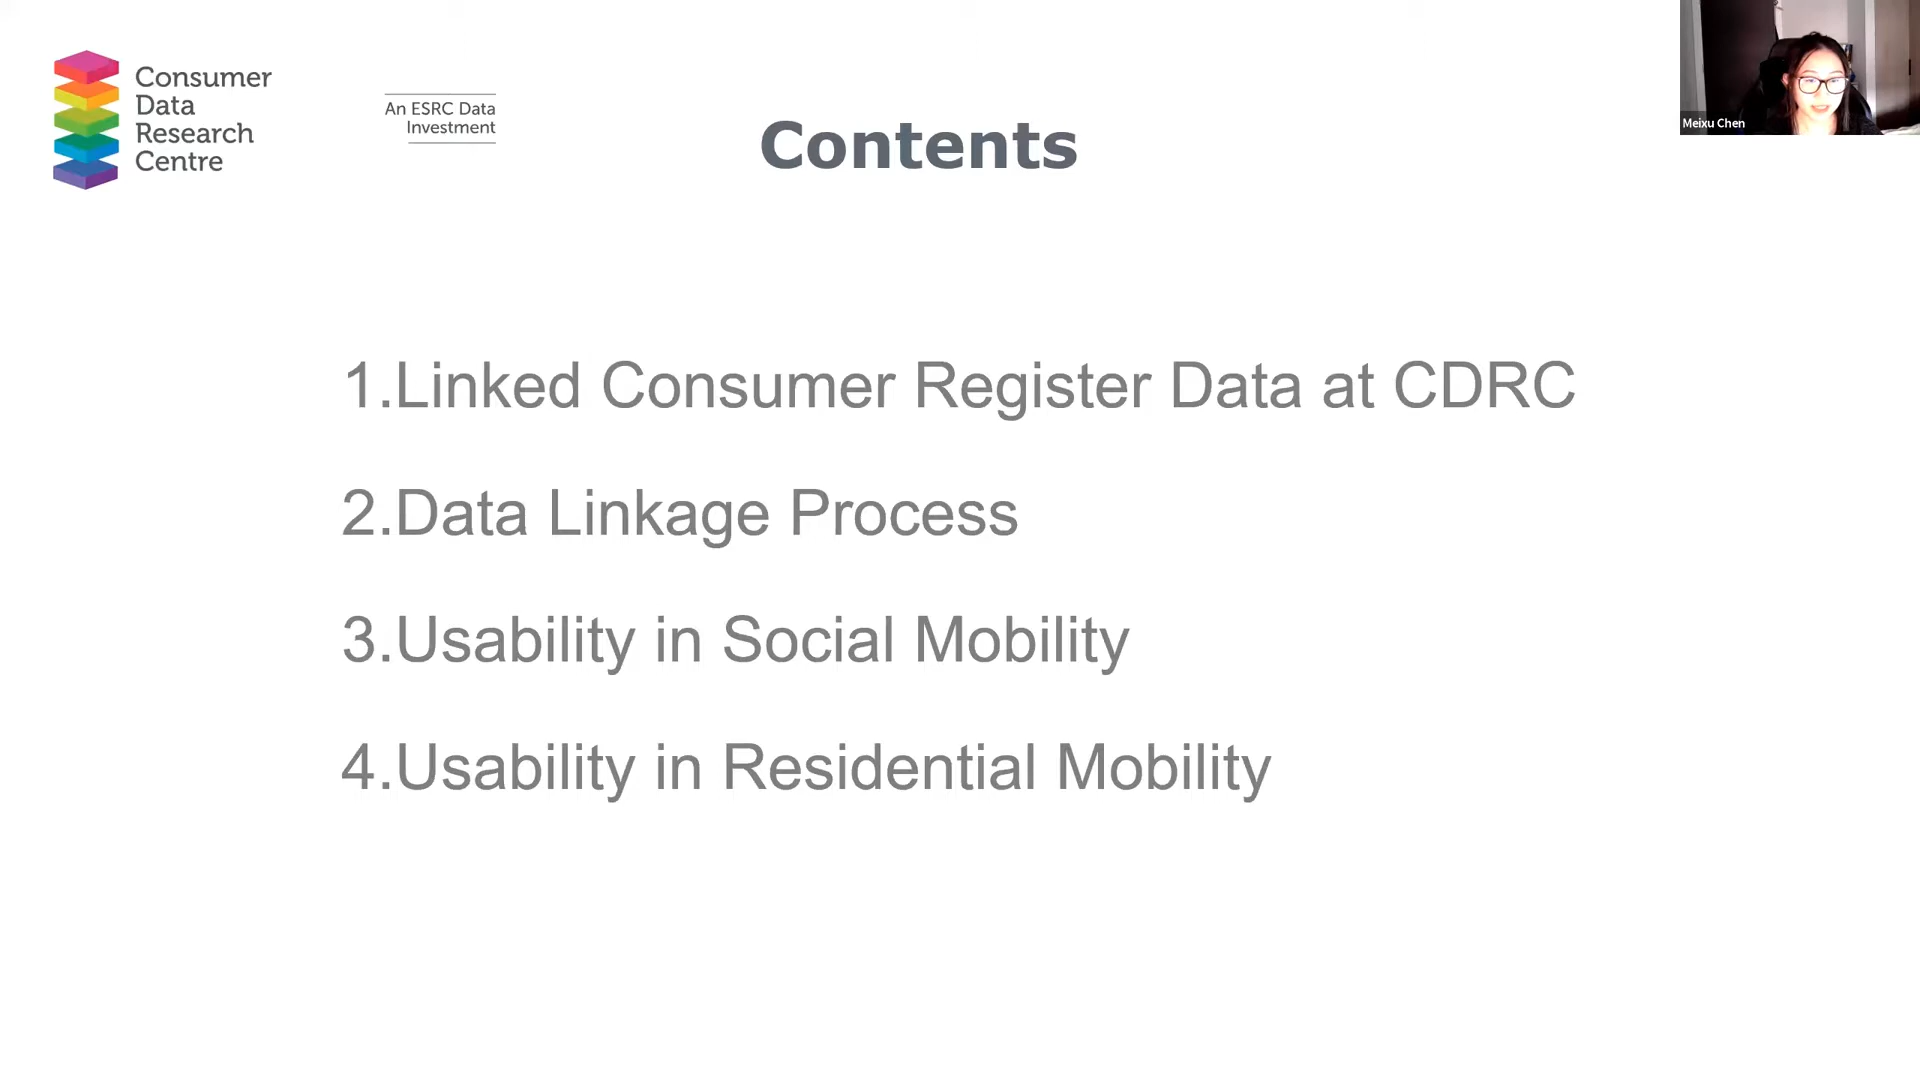 Consumer
Data
Research
Centre
An ESRC Data
Investment
Contents
Meixu Chen
1.Linked Consumer Register Data at CDRC
2.Data Linkage Process
3.Usability in Social Mobility
4.Usability in Residential Mobility